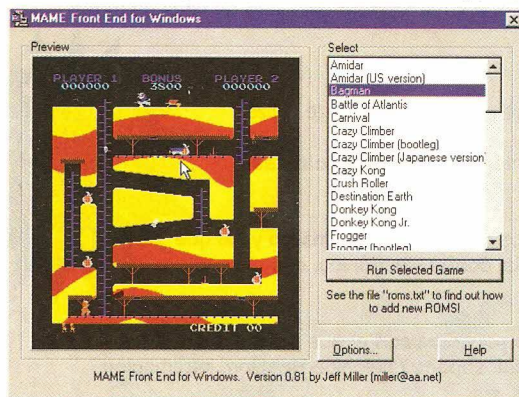 MAME Front End for Windows
Preview
PLAYER 1 BONUS PLAYER 2
000000 3800 000000
CREDIT 00
Select
Amidar
Amidar (US version)
Bagman
Battle of Atlantis
Carnival
Crazy Climber
Crazy Climber (bootleg)
Crazy Climber (Japanese version)
Crazy Kong
Crush Roller
Destination Earth
Donkey Kong
Donkey Kong Jr.
Frogger
Frogger (bootleg)
Run Selected Game
See the file "roms.txt" to find out how
to add new ROMS!
Options...
Help
MAME Front End for Windows. Version 0.81 by Jeff Miller (miller@aa.net)